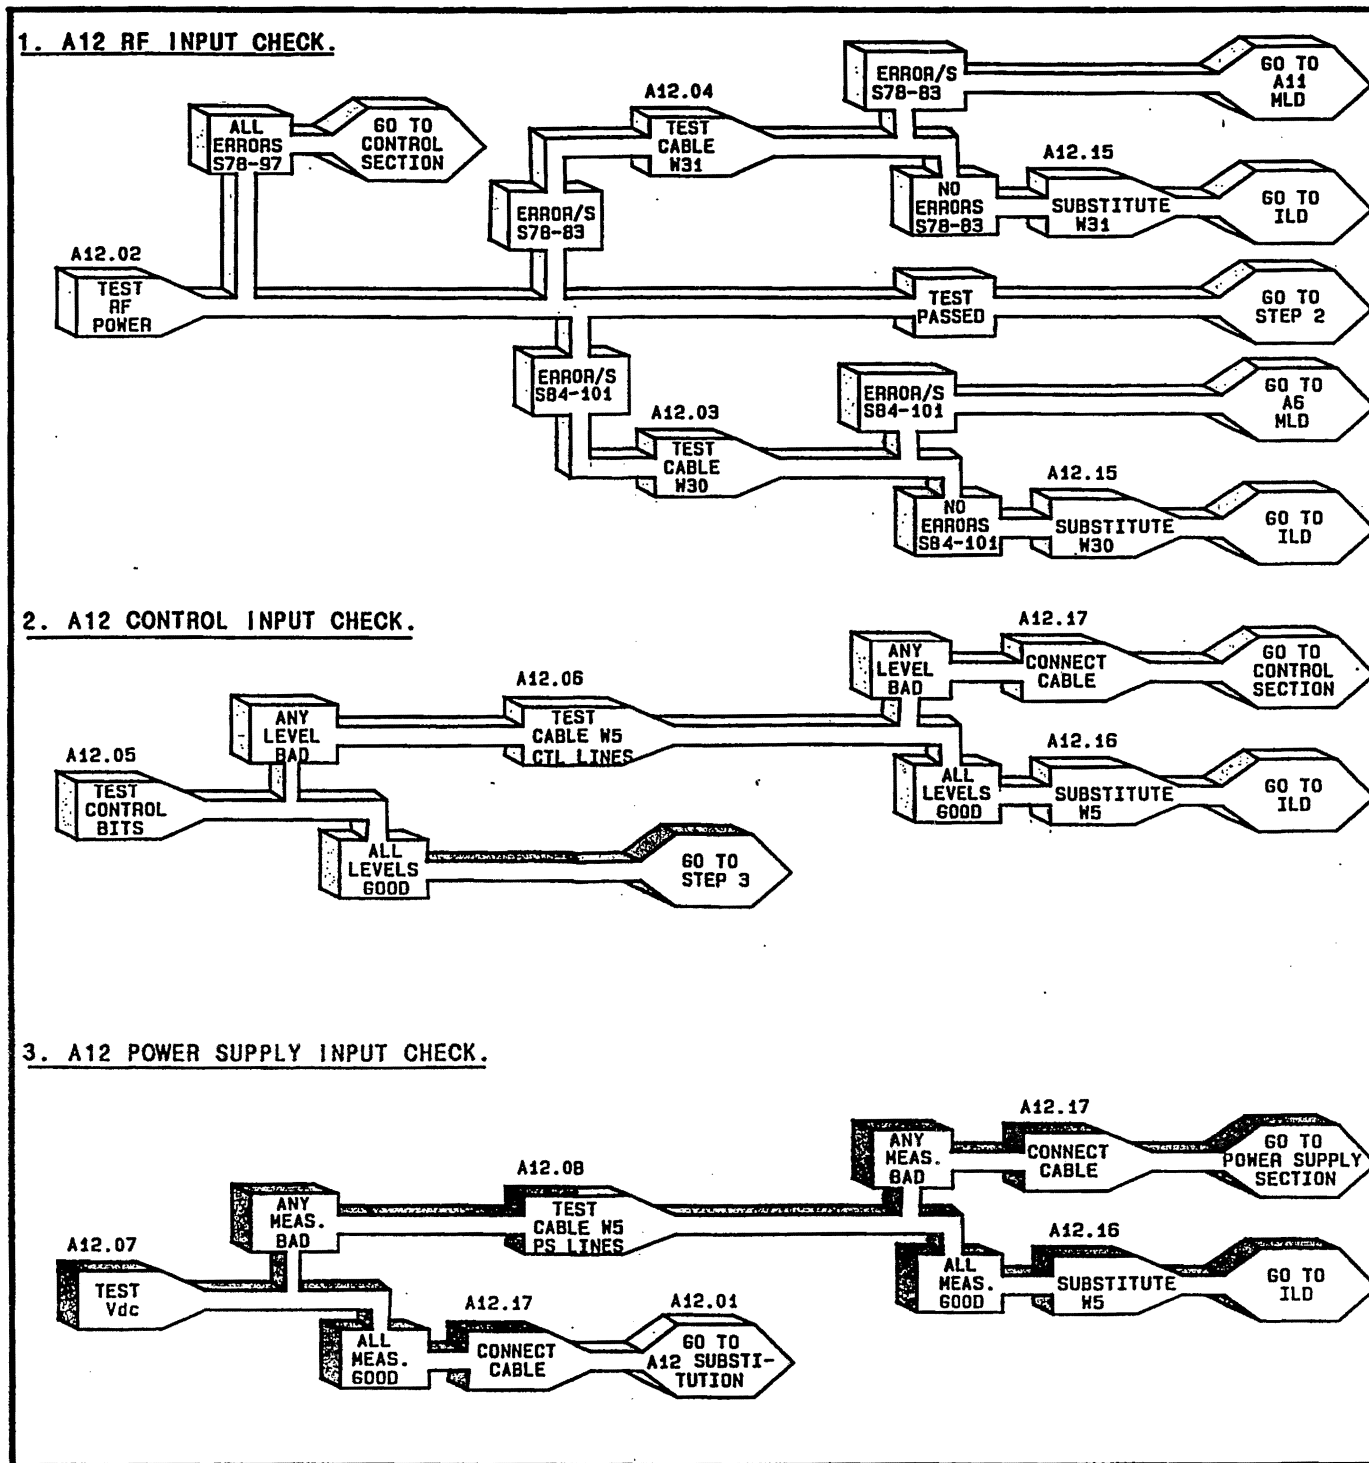 1. A12 RF INPUT CHECK.
ALL
ERRORS
S78-97
GO TO
CONTROL
SECTION
A12.02
TEST
RF
POWER
ERROR/S
S78-83
A12.04
TEST
CABLE
W31
ERROR/S
S78-83
GO TO
A11
MLD
NO
ERRORS
S78-83
A12.15
SUBSTITUTE
W31
GO TO
ILD
TEST
PASSED
GO TO
STEP 2
ERROR/S
S84-101
A12.03
TEST
CABLE
W30
ERROR/S
S84-101
GO TO
A6
MLD
NO
ERRORS
S84-101
A12.15
SUBSTITUTE
W30
GO TO
ILD
2. A12 CONTROL INPUT CHECK.
A12.05
TEST
CONTROL
BITS
ANY
LEVEL
BAD
A12.06
TEST
CABLE W5
CTL LINES
ANY
LEVEL
BAD
A12.17
CONNECT
CABLE
GO TO
CONTROL
SECTION
ALL
LEVELS
GOOD
A12.16
SUBSTITUTE
W5
GO TO
ILD
ALL
LEVELS
GOOD
GO TO
STEP 3
3. A12 POWER SUPPLY INPUT CHECK.
A12.07
TEST
Vdc
ANY
MEAS.
BAD
A12.08
TEST
CABLE W5
PS LINES
ANY
MEAS.
BAD
A12.17
CONNECT
CABLE
GO TO
POWER SUPPLY
SECTION
ALL
MEAS.
GOOD
A12.16
SUBSTITUTE
W5
GO TO
ILD
ALL
MEAS.
GOOD
A12.17
CONNECT
CABLE
A12.01
GO TO
A12 SUBSTI-
TUTION